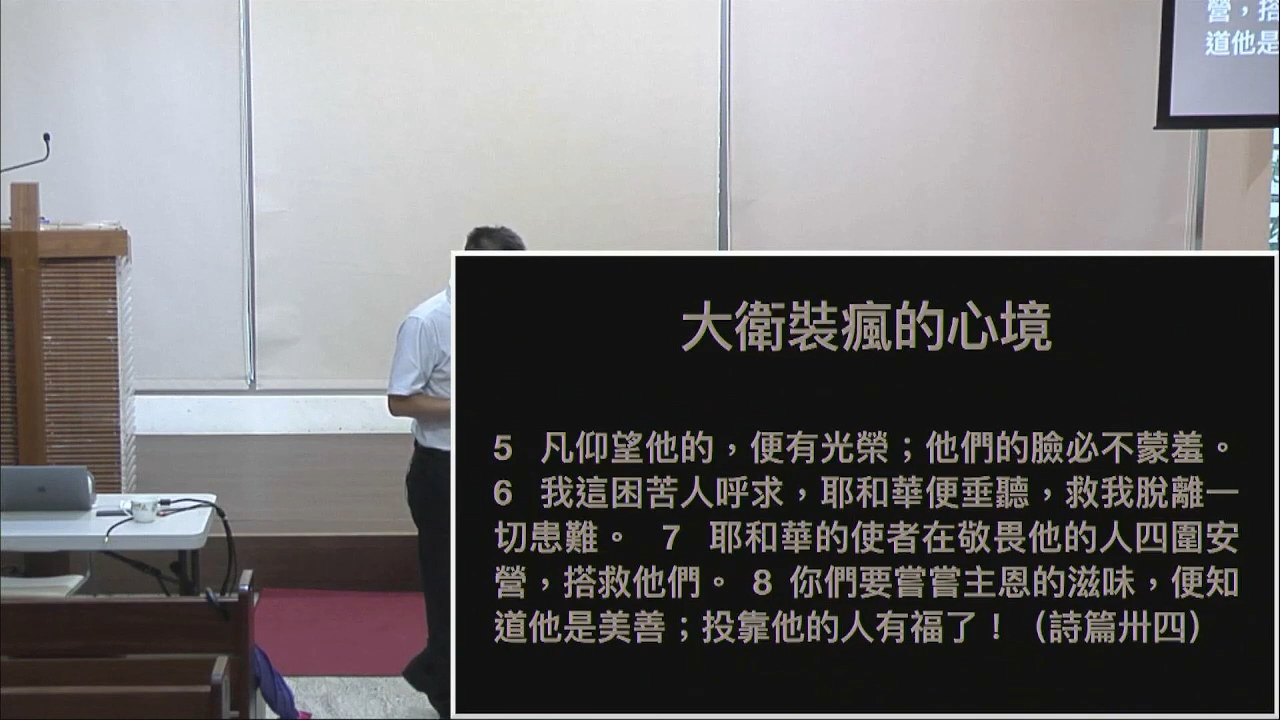 營，搭
道他是
大衛裝瘋的心境
5 凡仰望他的，便有光榮；他們的臉必不蒙羞。
6 我這困苦人呼求，耶和華便垂聽，救我脫離一
切患難。 7 耶和華的使者在敬畏他的人四圍安
營，搭救他們。 8 你們要嘗嘗主恩的滋味，便知
道他是美善；投靠他的人有福了！（詩篇卅四）